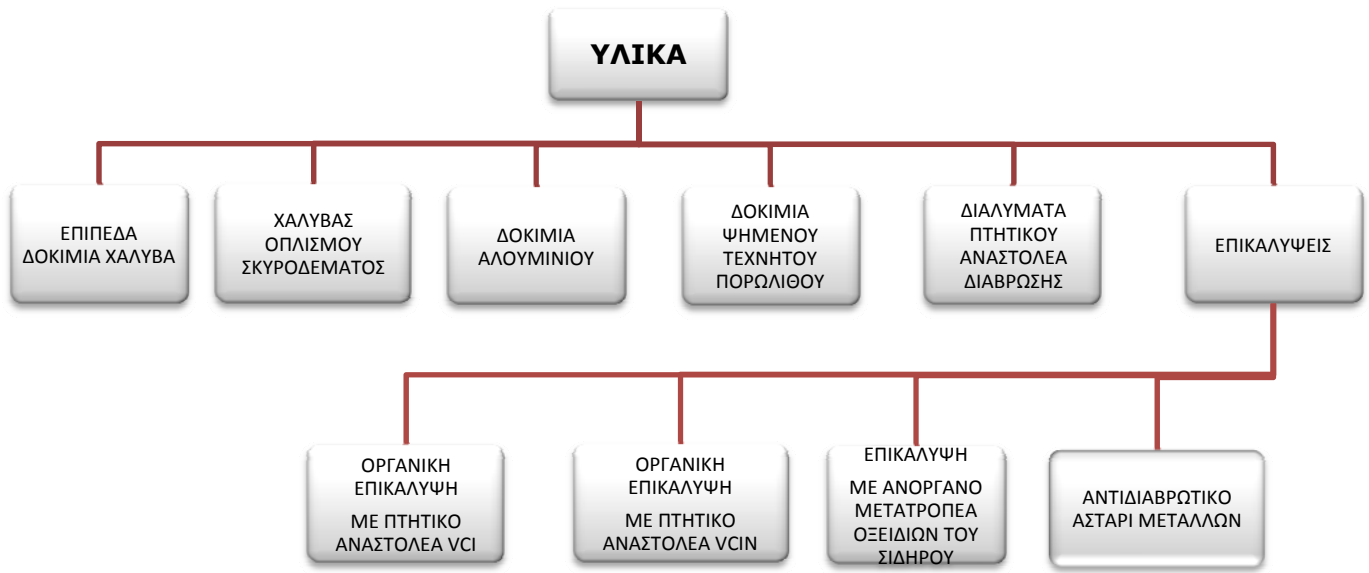 ΥΛΙΚΑ
ΕΠΙΠΕΔΑ
ΔΟΚΙΜΙΑ ΧΑΛΥΒΑ
ΧΑΛΥΒΑΣ
ΟΠΛΙΣΜΟΥ
ΣΚΥΡΟΔΕΜΑΤΟΣ
ΔΟΚΙΜΙΑ
ΑΛΟΥΜΙΝΙΟΥ
ΔΟΚΙΜΙΑ
ΨΗΜΕΝΟΥ
ΤΕΧΝΗΤΟΥ
ΠΟΡΩΛΙΘΟΥ
ΔΙΑΛΥΜΑΤΑ
ΠΤΗΤΙΚΟΥ
ΑΝΑΣΤΟΛΕΑ
ΔΙΑΒΡΩΣΗΣ
ΕΠΙΚΑΛΥΨΕΙΣ
ΟΡΓΑΝΙΚΗ
ΕΠΙΚΑΛΥΨΗ
ΜΕ ΠΤΗΤΙΚΟ
ΑΝΑΣΤΟΛΕΑ VCI
ΟΡΓΑΝΙΚΗ
ΕΠΙΚΑΛΥΨΗ
ΜΕ ΠΤΗΤΙΚΟ
ΑΝΑΣΤΟΛΕΑ VCIN
ΕΠΙΚΑΛΥΨΗ
ΜΕ ΑΝΟΡΓΑΝΟ
ΜΕΤΑΤΡΟΠΕΑ
ΟΞΕΙΔΙΩΝ ΤΟΥ
ΣΙΔΗΡΟΥ
ΑΝΤΙΔΙΑΒΡΩΤΙΚΟ
ΑΣΤΑΡΙ ΜΕΤΑΛΛΩΝ